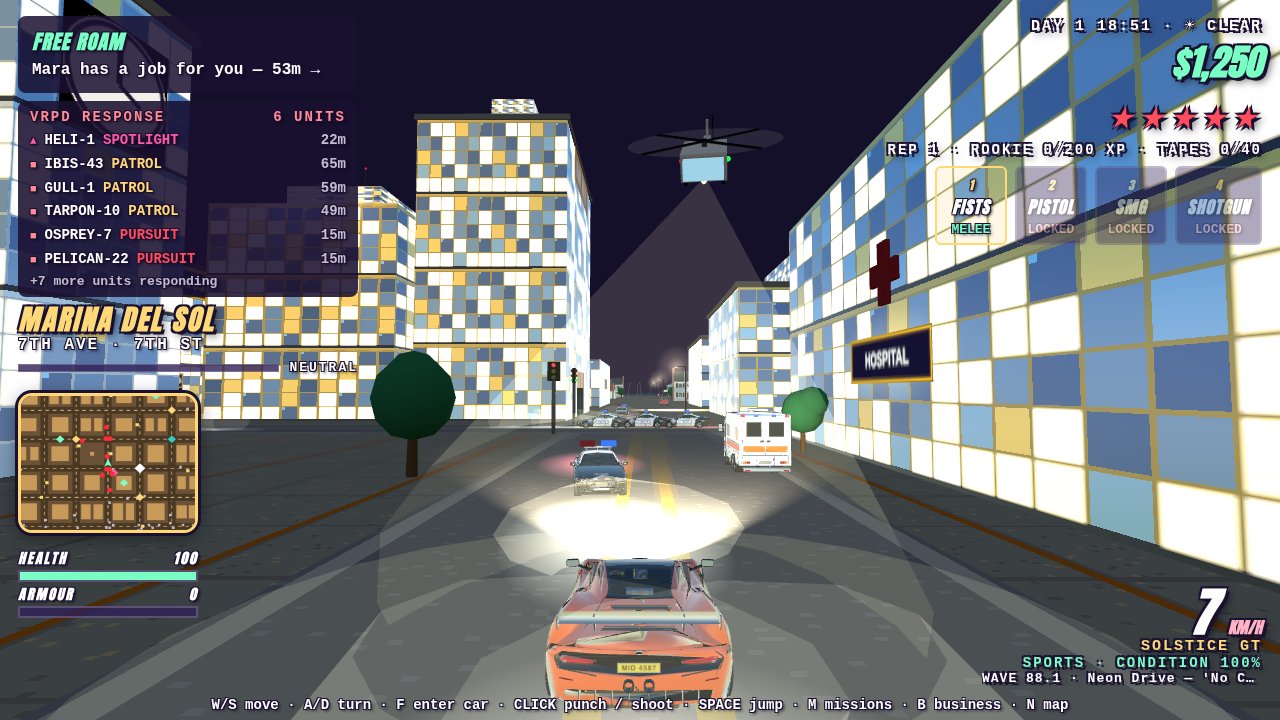 FREE ROAM
Mara has a job for you — 53m →
VRPD RESPONSE 6 UNITS
HELI-1 SPOTLIGHT 22m
IBIS-43 PATROL 65m
GULL-1 PATROL 59m
TARPON-10 PATROL 49m
OSPREY-7 PURSUIT 15m
PELICAN-22 PURSUIT 15m
+7 more units responding
MARINA DEL SOL
7TH AVE · 7TH ST
NEUTRAL
HEALTH 100
ARMOUR 0
DAY 1 18:51 · ☀ CLEAR
$1,250
REP 1 · ROOKIE 0/200 XP · TAPES 0/40
1 FISTS MELEE
2 PISTOL LOCKED
3 SMG LOCKED
4 SHOTGUN LOCKED
HOSPITAL
MID 4587
7 KM/H
SOLSTICE GT
SPORTS · CONDITION 100%
WAVE 88.1 · Neon Drive — 'No C…
W/S move · A/D turn · F enter car · CLICK punch / shoot · SPACE jump · M missions · B business · N map